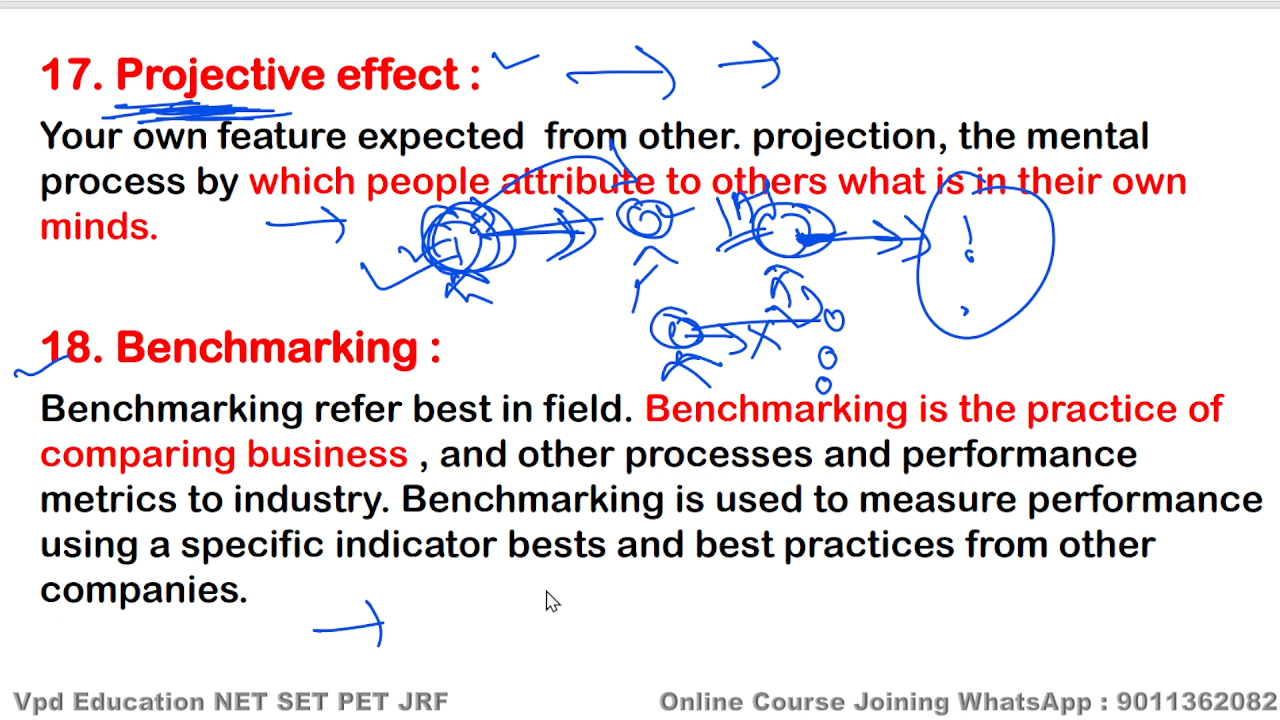 17. Projective effect :
Your own feature expected from other. projection, the mental
process by which people attribute to others what is in their own
minds.
18. Benchmarking :
Benchmarking refer best in field. Benchmarking is the practice of
comparing business , and other processes and performance
metrics to industry. Benchmarking is used to measure performance
using a specific indicator bests and best practices from other
companies.
Vpd Education NET SET PET JRF
Online Course Joining WhatsApp : 9011362082